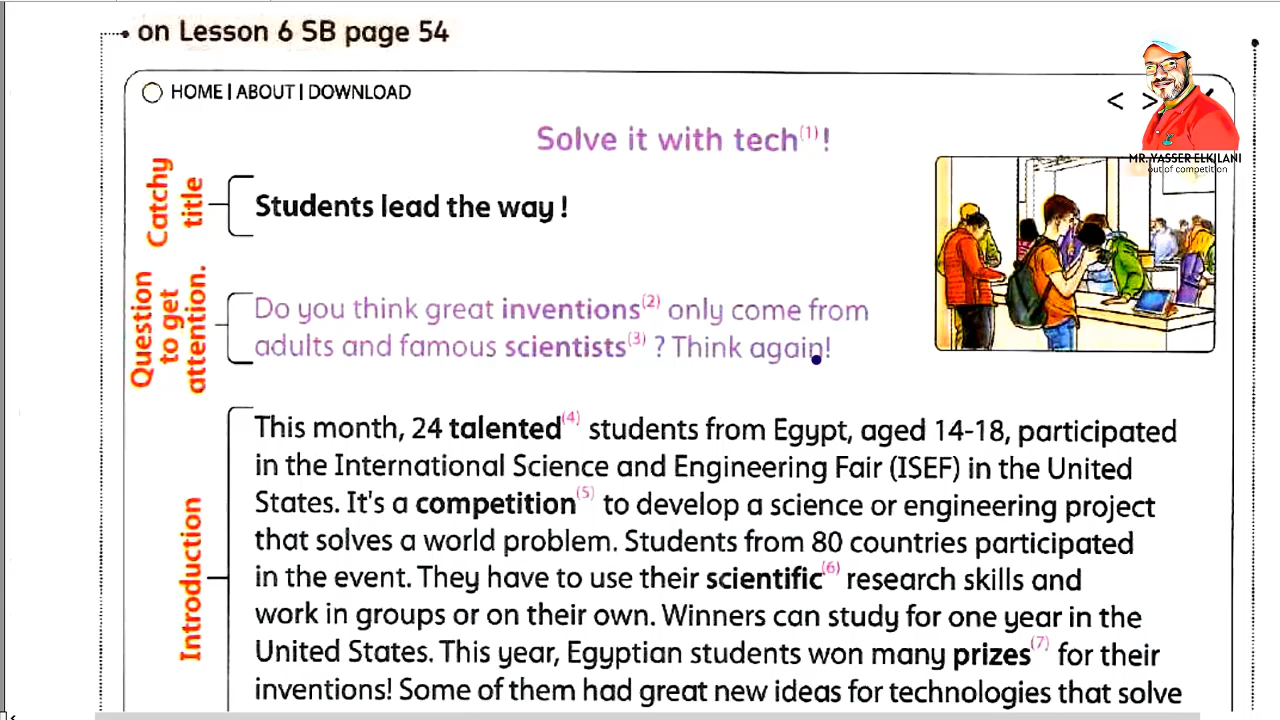 on Lesson 6 SB page 54
HOME | ABOUT | DOWNLOAD
< >
MR. YASSER ELKILANI
out of competition
Solve it with tech(1)!
Catchy title
Students lead the way !
Question to get attention.
Do you think great inventions(2) only come from
adults and famous scientists(3) ? Think again!
Introduction
This month, 24 talented(4) students from Egypt, aged 14-18, participated
in the International Science and Engineering Fair (ISEF) in the United
States. It's a competition(5) to develop a science or engineering project
that solves a world problem. Students from 80 countries participated
in the event. They have to use their scientific(6) research skills and
work in groups or on their own. Winners can study for one year in the
United States. This year, Egyptian students won many prizes(7) for their
inventions! Some of them had great new ideas for technologies that solve